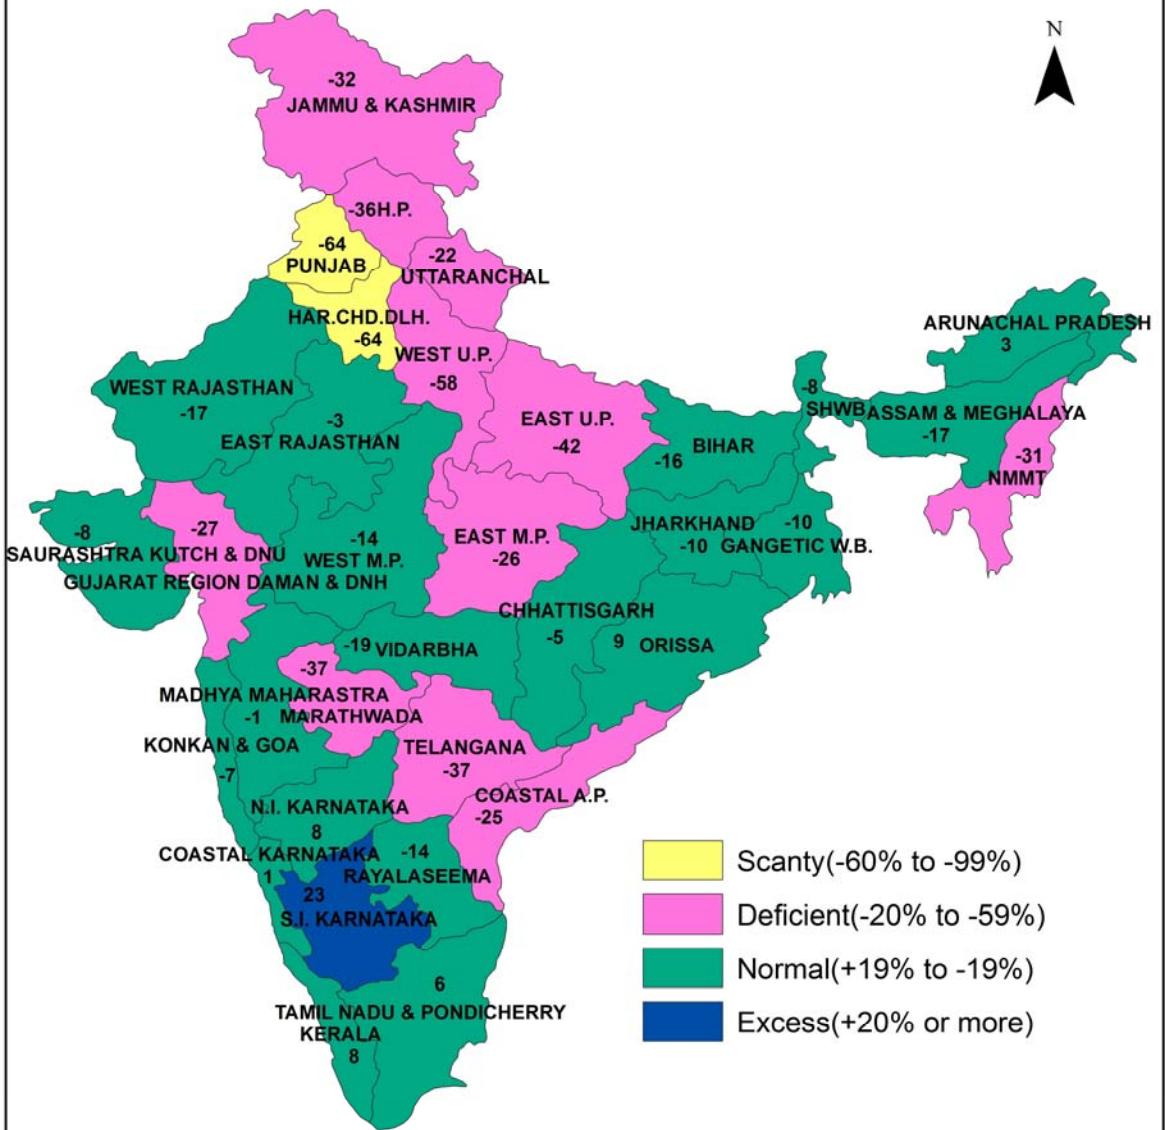 N
-32
JAMMU & KASHMIR
-36H.P.
-64
PUNJAB
-22
UTTARANCHAL
HAR.CHD.DLH.
-64
WEST U.P.
-58
ARUNACHAL PRADESH
3
WEST RAJASTHAN
-17
-3
EAST RAJASTHAN
EAST U.P.
-42
-16 BIHAR
-8
SHWB
ASSAM & MEGHALAYA
-17
-31
NMMT
-8
SAURASHTRA KUTCH & DNU
-27
GUJARAT REGION DAMAN & DNH
-14
WEST M.P.
EAST M.P.
-26
JHARKHAND
-10
-10
GANGETIC W.B.
CHHATTISGARH
-5
9 ORISSA
-19 VIDARBHA
-37
MADHYA MAHARASTRA
-1
MARATHWADA
KONKAN & GOA
-7
TELANGANA
-37
COASTAL A.P.
-25
N.I. KARNATAKA
8
COASTAL KARNATAKA
1
-14
RAYALASEEMA
23
S.I. KARNATAKA
6
TAMIL NADU & PONDICHERRY
KERALA
8
Scanty(-60% to -99%)
Deficient(-20% to -59%)
Normal(+19% to -19%)
Excess(+20% or more)